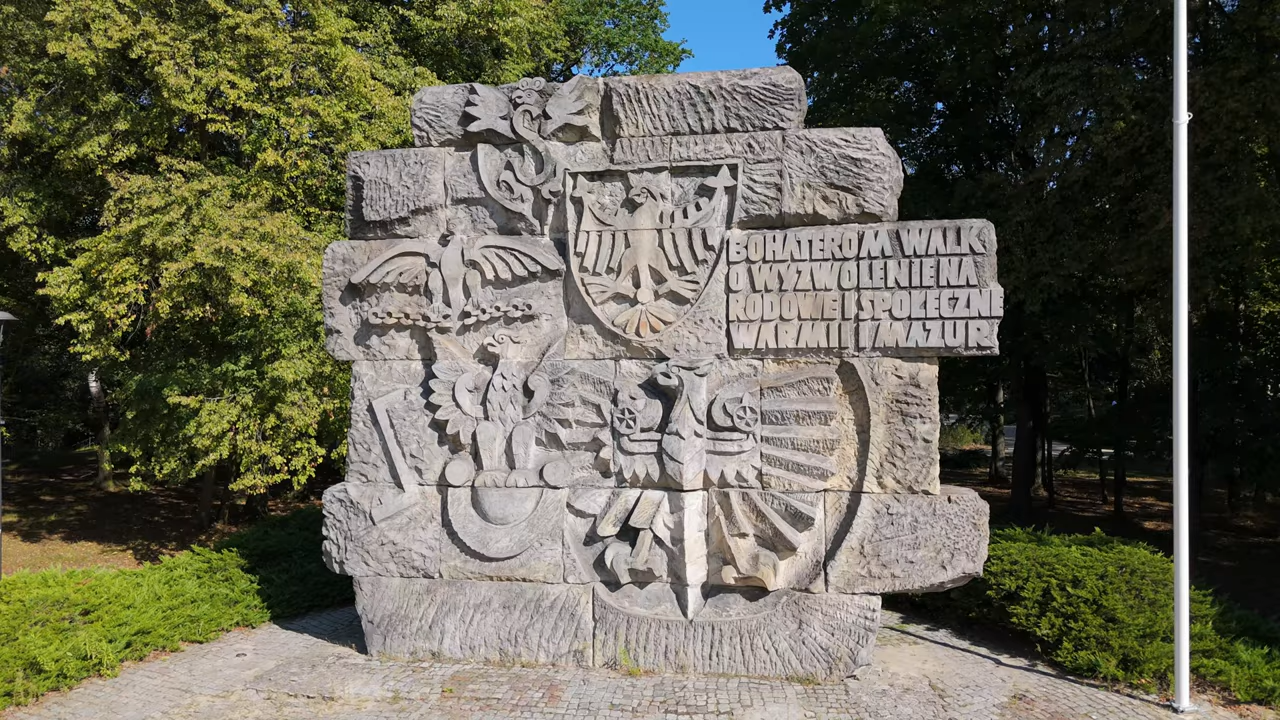 BOHATEROM WALK
O WYZWOLENIE NA
RODOWE I SPOŁECZNE
WARMII I MAZUR